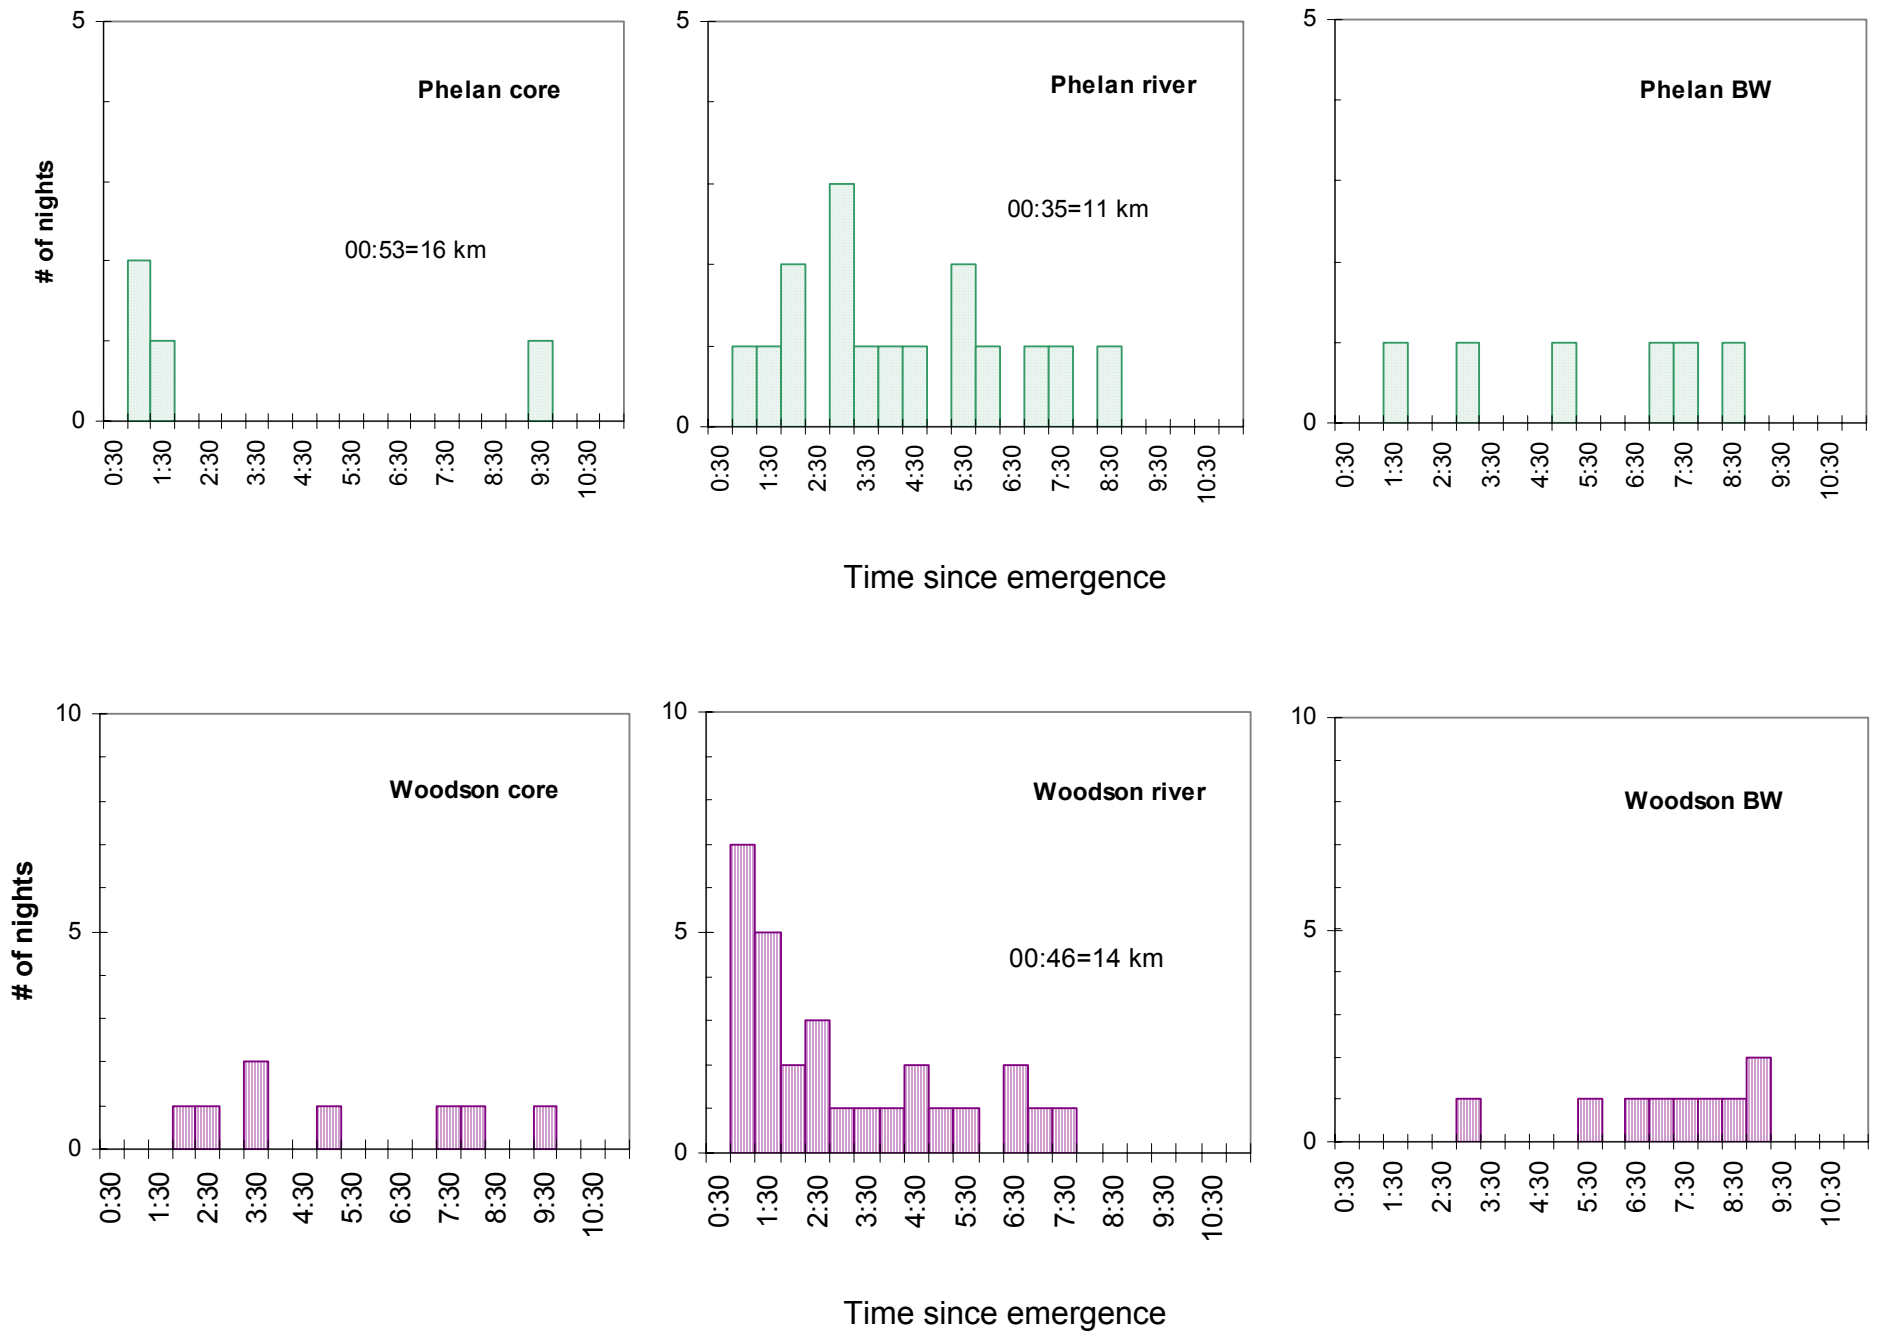 5
Phelan core
# of nights
00:53=16 km
0
0:30 1:30 2:30 3:30 4:30 5:30 6:30 7:30 8:30 9:30 10:30
5
Phelan river
00:35=11 km
0
0:30 1:30 2:30 3:30 4:30 5:30 6:30 7:30 8:30 9:30 10:30
5
Phelan BW
0
0:30 1:30 2:30 3:30 4:30 5:30 6:30 7:30 8:30 9:30 10:30
Time since emergence
10
Woodson core
# of nights
5
0
0:30 1:30 2:30 3:30 4:30 5:30 6:30 7:30 8:30 9:30 10:30
10
Woodson river
5
00:46=14 km
0
0:30 1:30 2:30 3:30 4:30 5:30 6:30 7:30 8:30 9:30 10:30
10
Woodson BW
5
0
0:30 1:30 2:30 3:30 4:30 5:30 6:30 7:30 8:30 9:30 10:30
Time since emergence